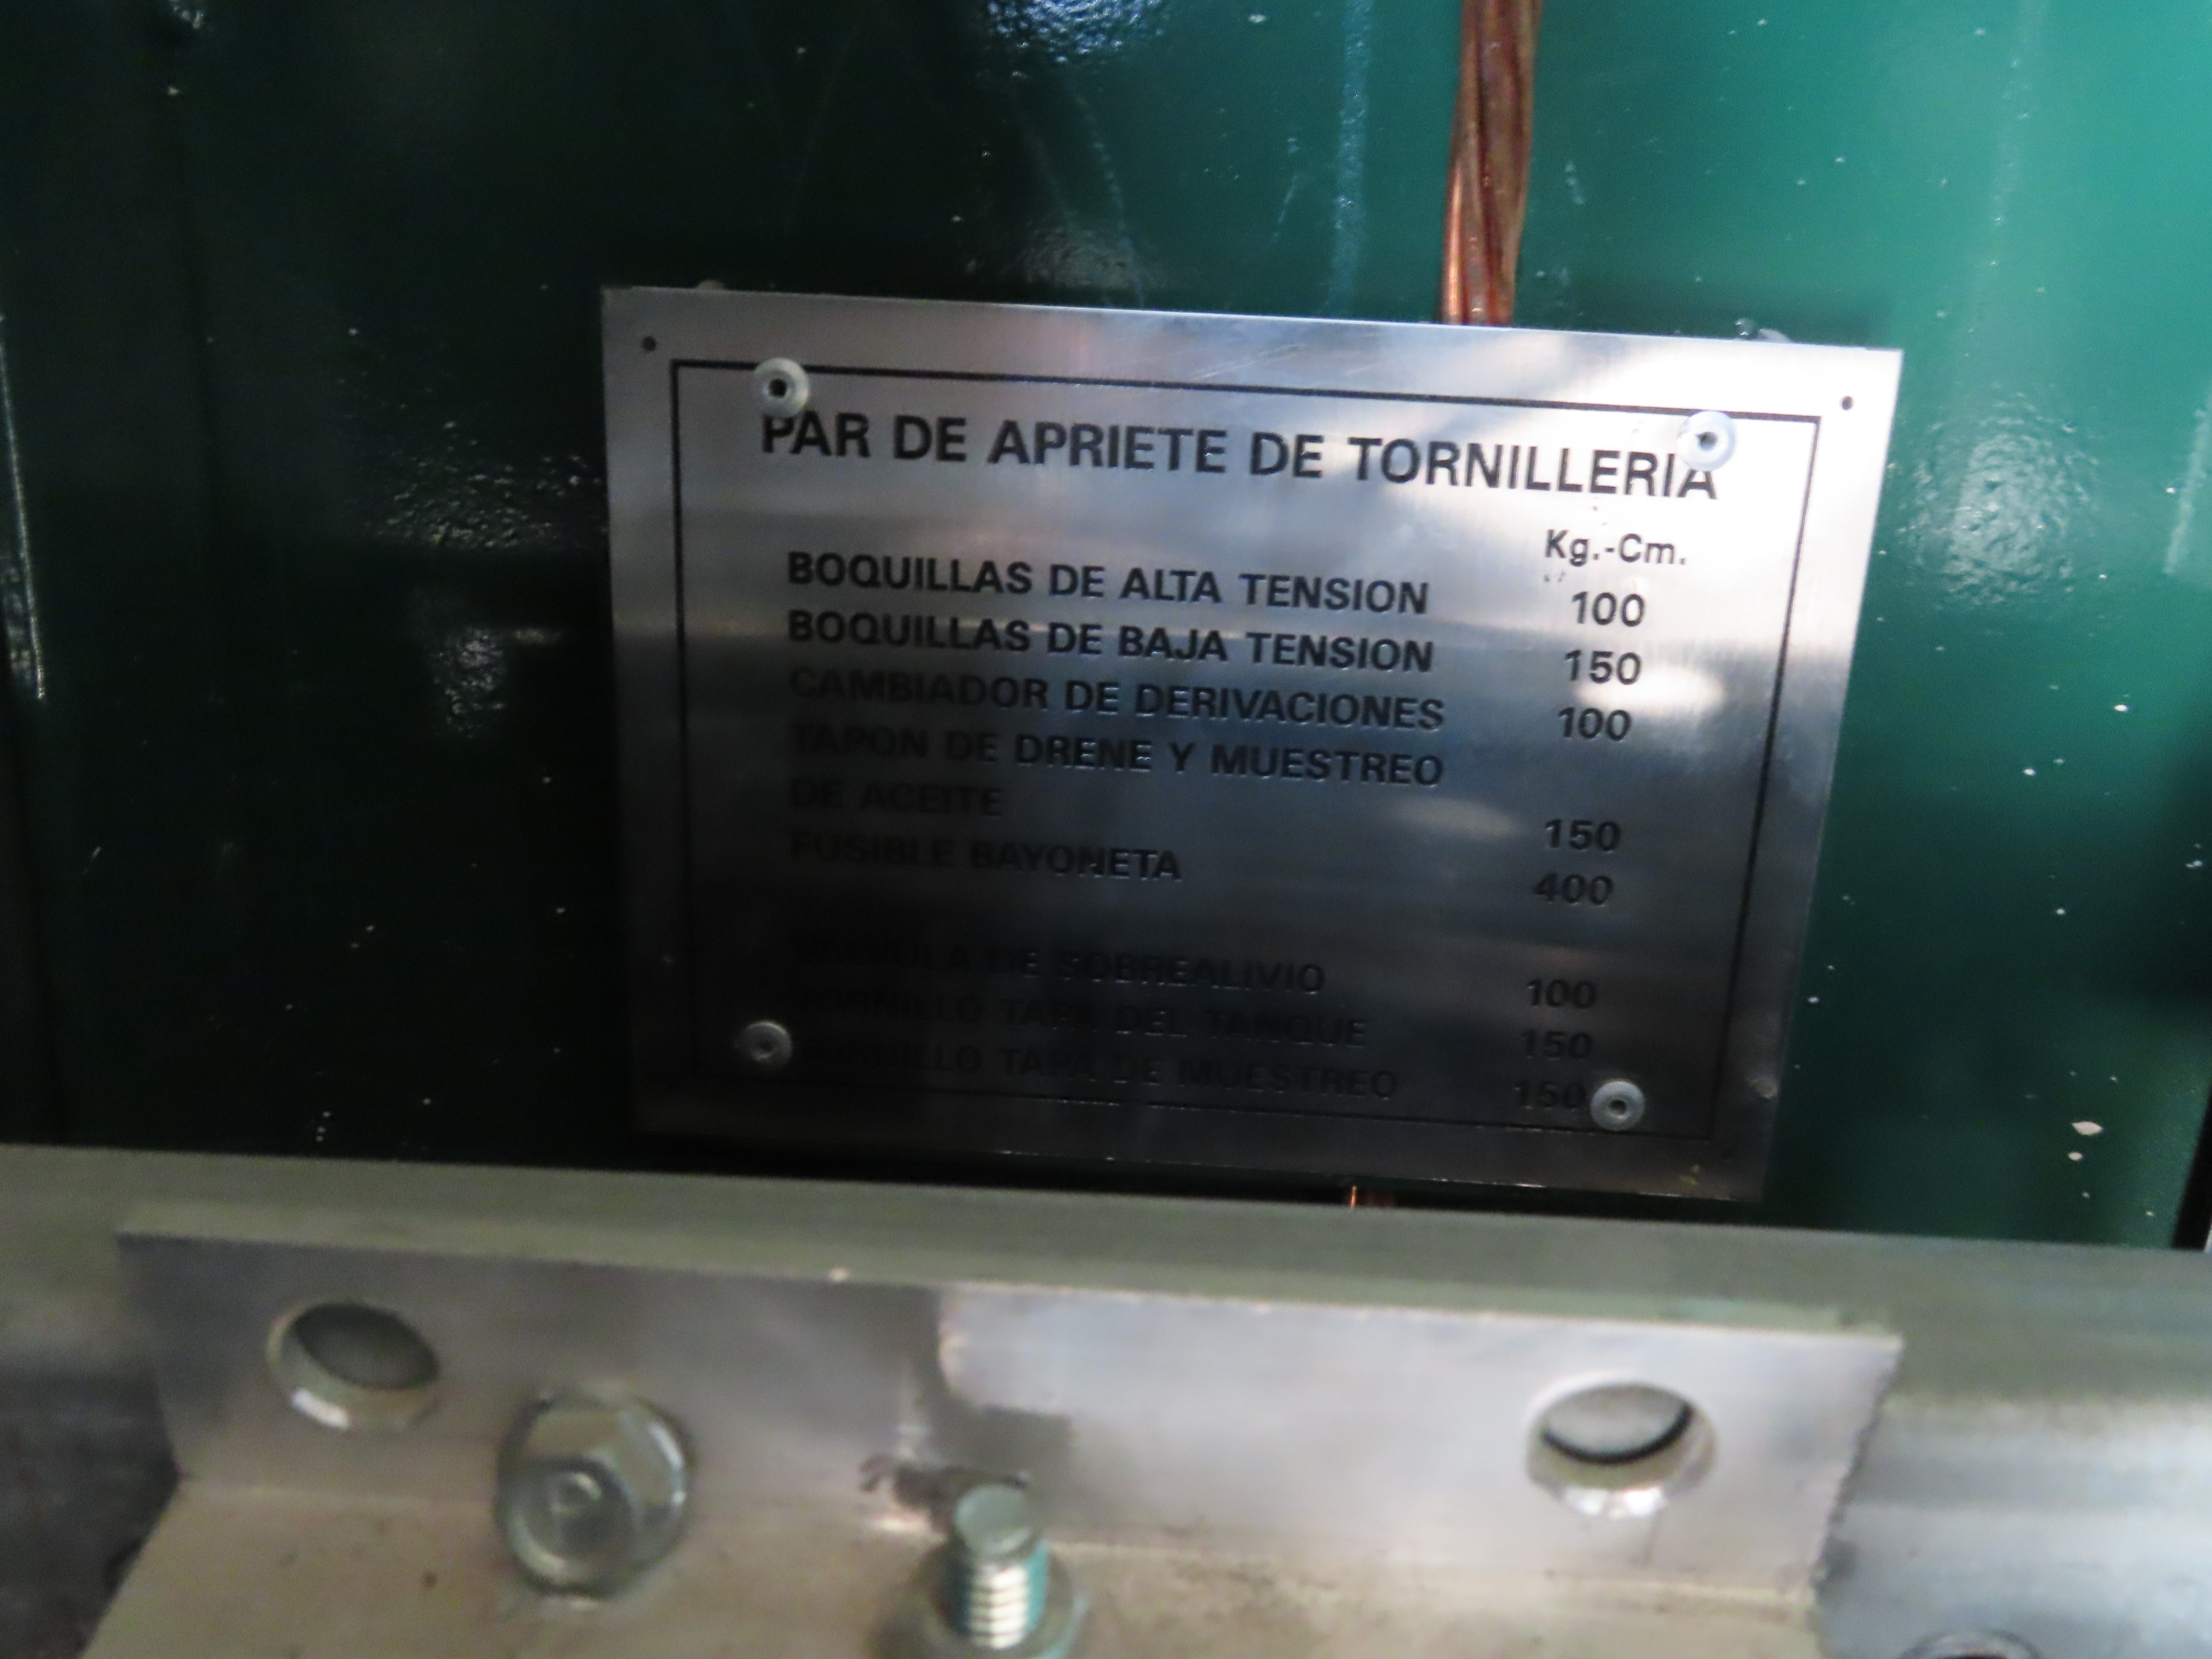 PAR DE APRIETE DE TORNILLERIA
Kg.-Cm.
BOQUILLAS DE ALTA TENSION 100
BOQUILLAS DE BAJA TENSION 150
CAMBIADOR DE DERIVACIONES 100
TAPON DE DRENE Y MUESTREO
DE ACEITE 150
FUSIBLE BAYONETA 400
DE SOBREALIVIO 100
TORNILLO TAPA DEL TANQUE 150
TORNILLO TAPA DE MUESTREO 150